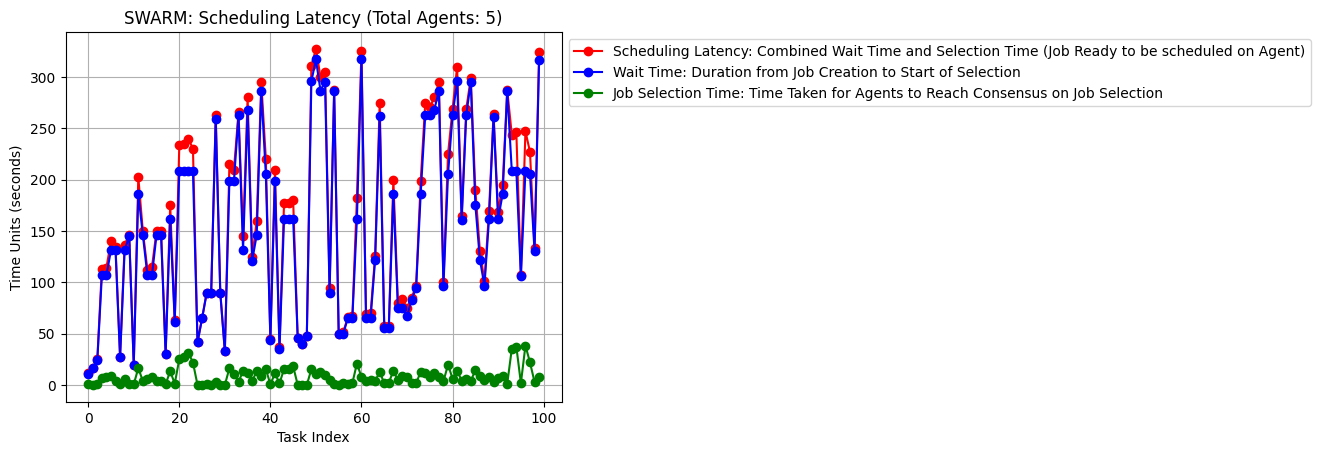 SWARM: Scheduling Latency (Total Agents: 5)
Scheduling Latency: Combined Wait Time and Selection Time (Job Ready to be scheduled on Agent)
Wait Time: Duration from Job Creation to Start of Selection
Job Selection Time: Time Taken for Agents to Reach Consensus on Job Selection
Time Units (seconds)
300
250
200
150
100
50
0
0 20 40 60 80 100
Task Index